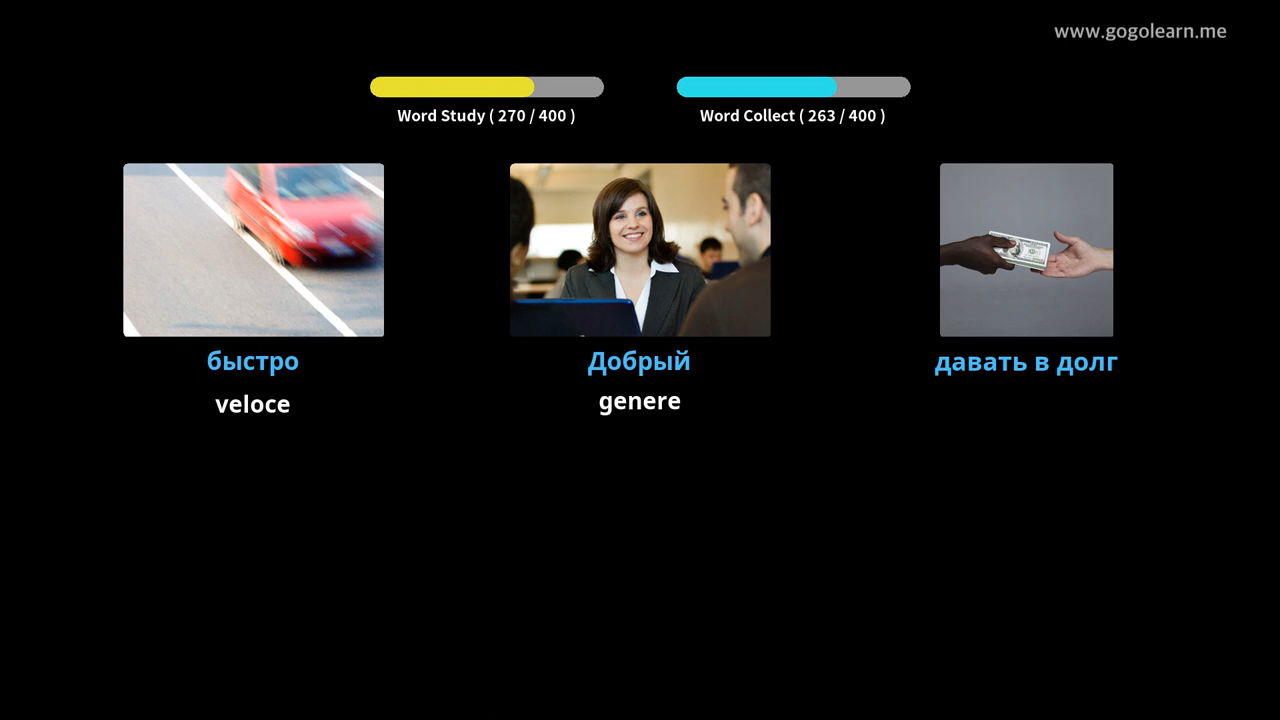 www.gogolearn.me
Word Study ( 270 / 400 )
Word Collect ( 263 / 400 )
быстро
veloce
Добрый
genere
давать в долг